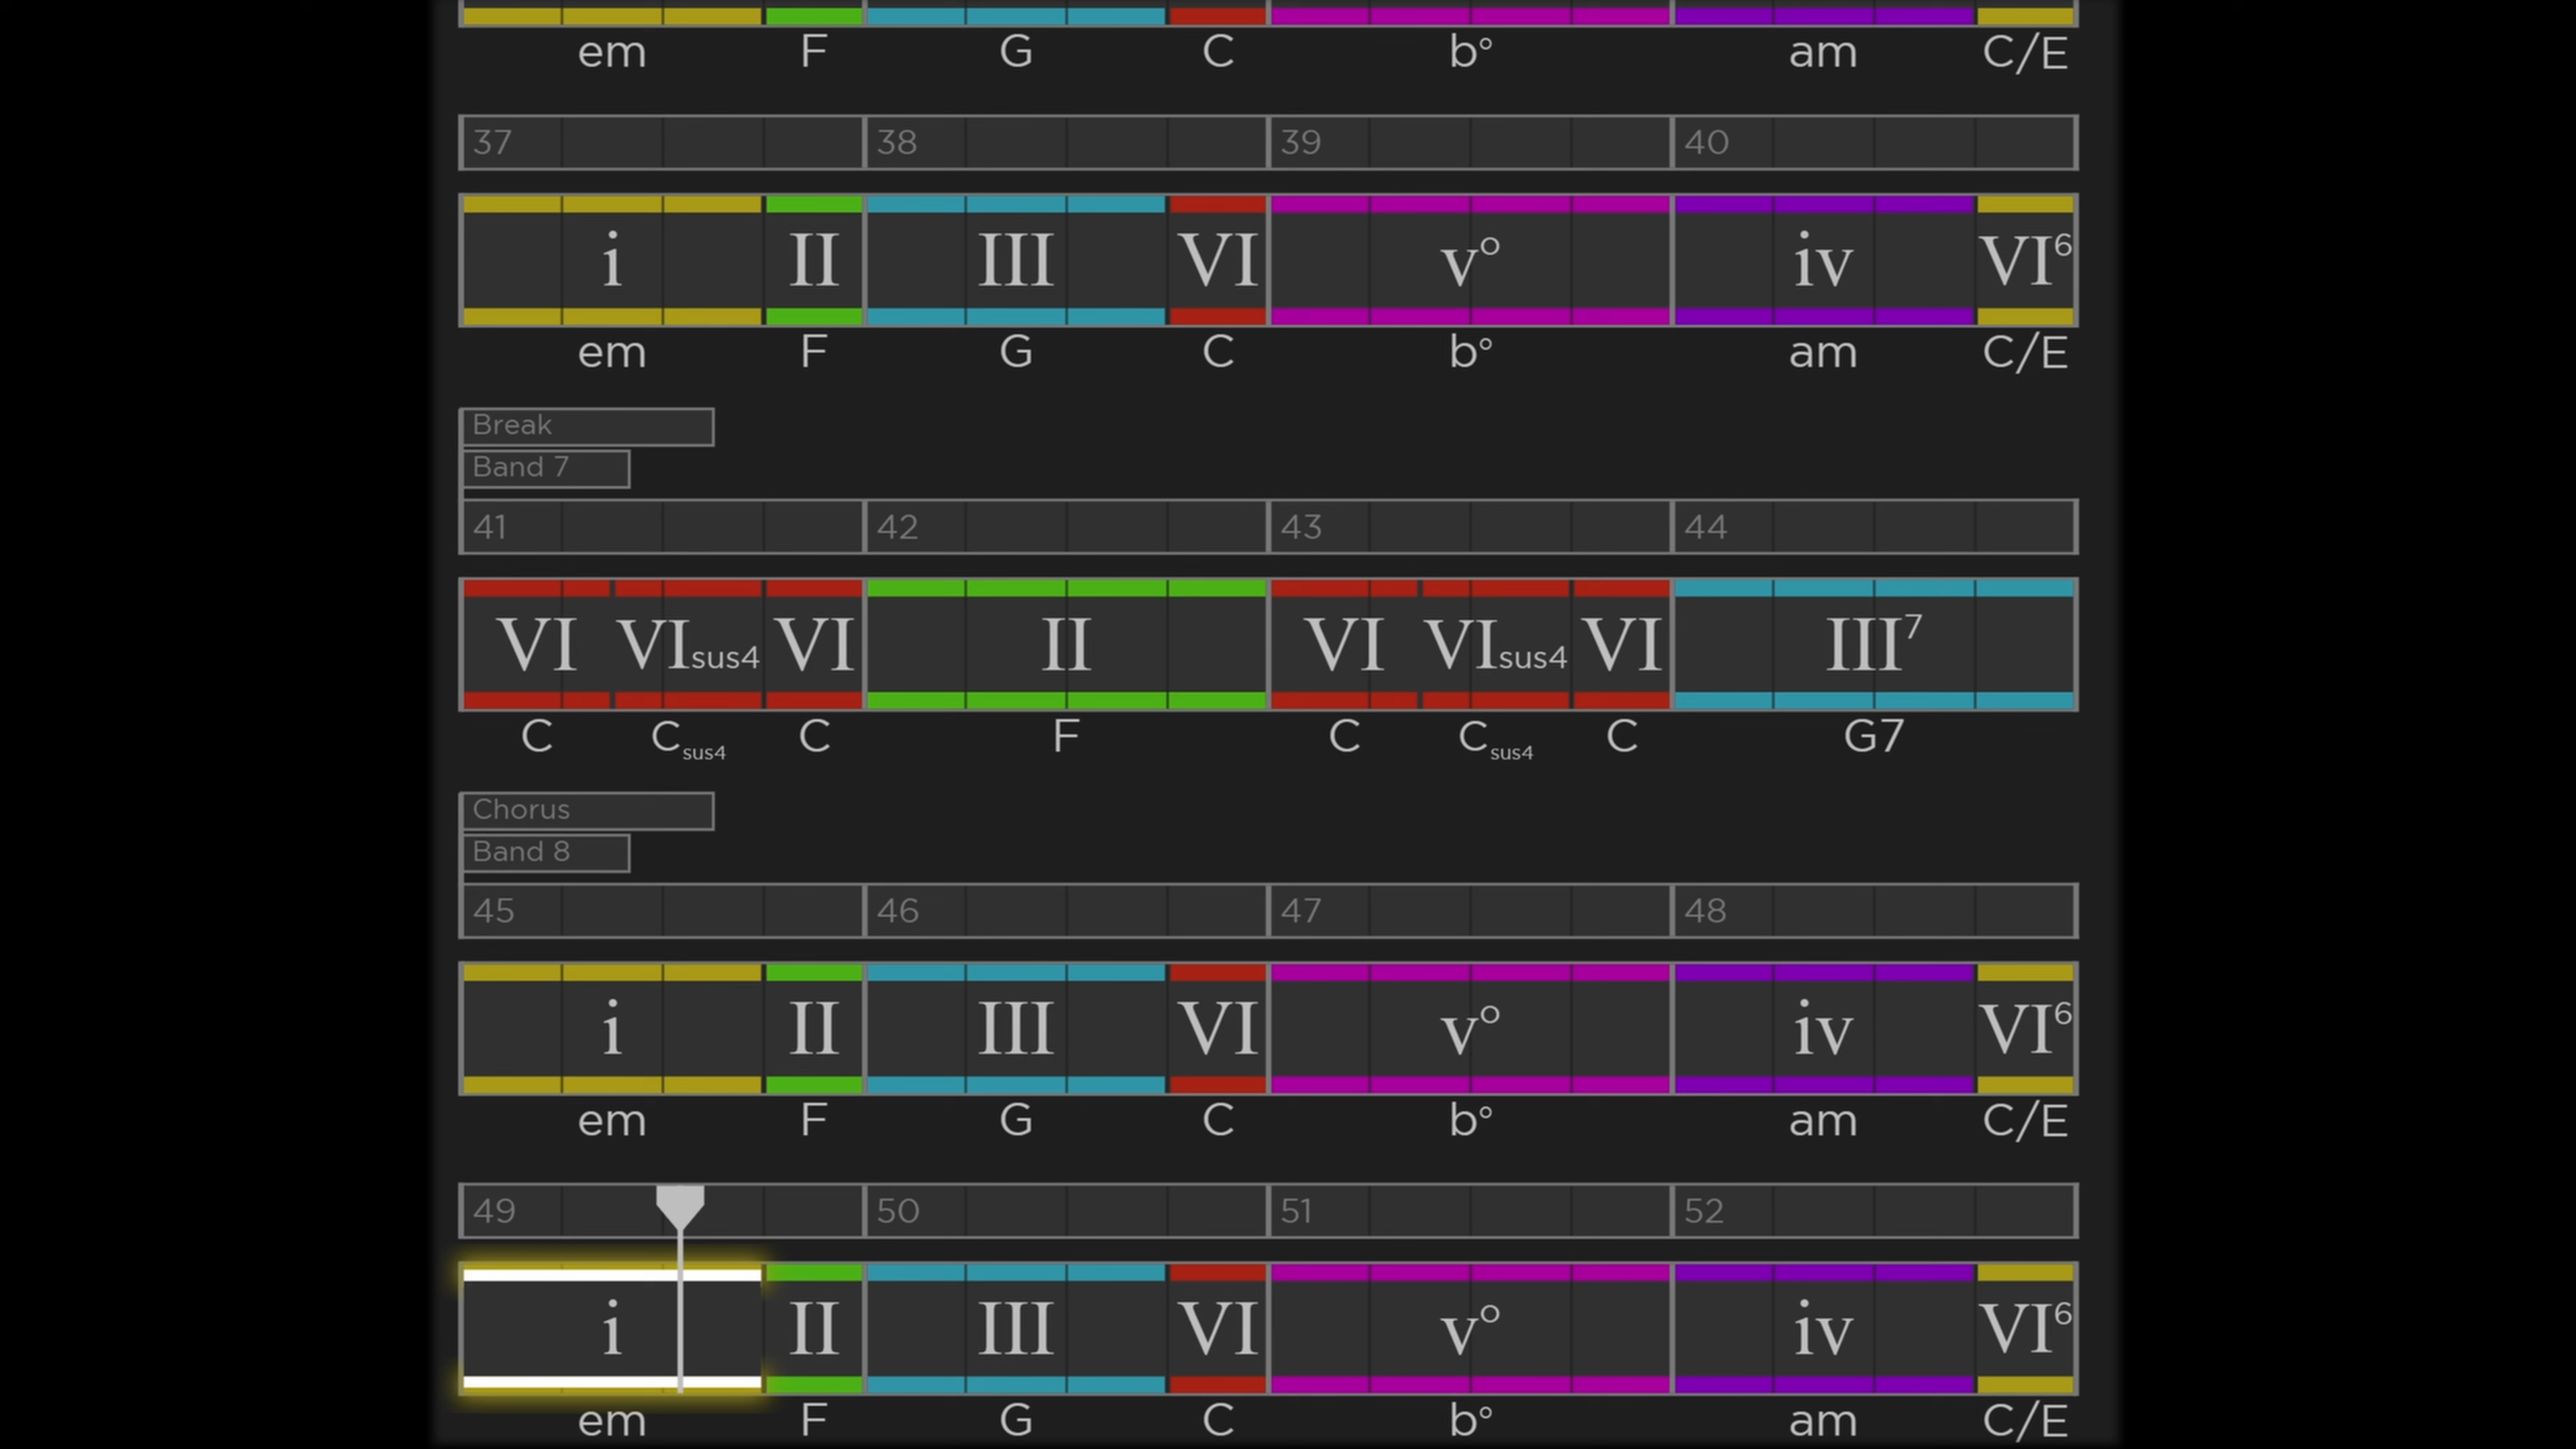 em F G C b° am C/E
37 38 39 40
i II III VI v° iv VI⁶
em F G C b° am C/E
Break
Band 7
41 42 43 44
VI VIsus4 VI II VI VIsus4 VI III⁷
C Csus4 C F C Csus4 C G7
Chorus
Band 8
45 46 47 48
i II III VI v° iv VI⁶
em F G C b° am C/E
49 50 51 52
i II III VI v° iv VI⁶
em F G C b° am C/E